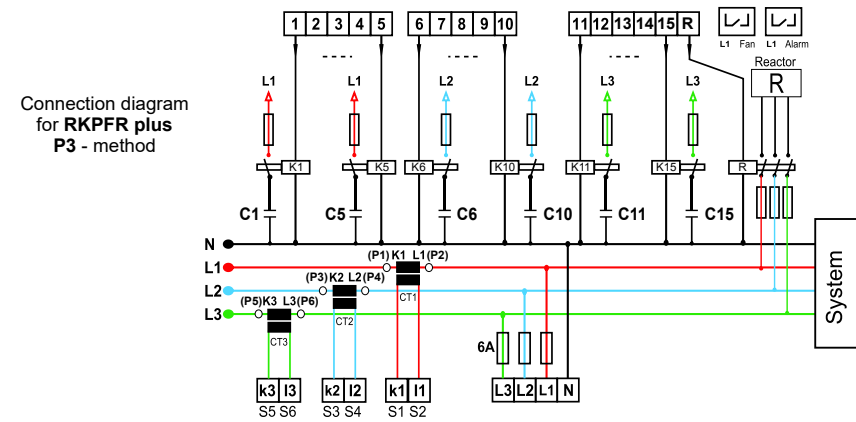 1 2 3 4 5 6 7 8 9 10 11 12 13 14 15 R
L1 Fan L1 Alarm
Reactor
R
L1 L1 L2 L2 L3 L3
Connection diagram
for RKPFR plus
P3 - method
K1 K5 K6 K10 K11 K15 R
C1 C5 C6 C10 C11 C15
N
(P1) K1 L1(P2)
L1
(P3) K2 L2(P4)
L2
CT1
(P5)K3 L3(P6)
L3
CT2
CT3
System
6A
k3 l3 k2 l2 k1 l1 L3 L2 L1 N
S5 S6 S3 S4 S1 S2